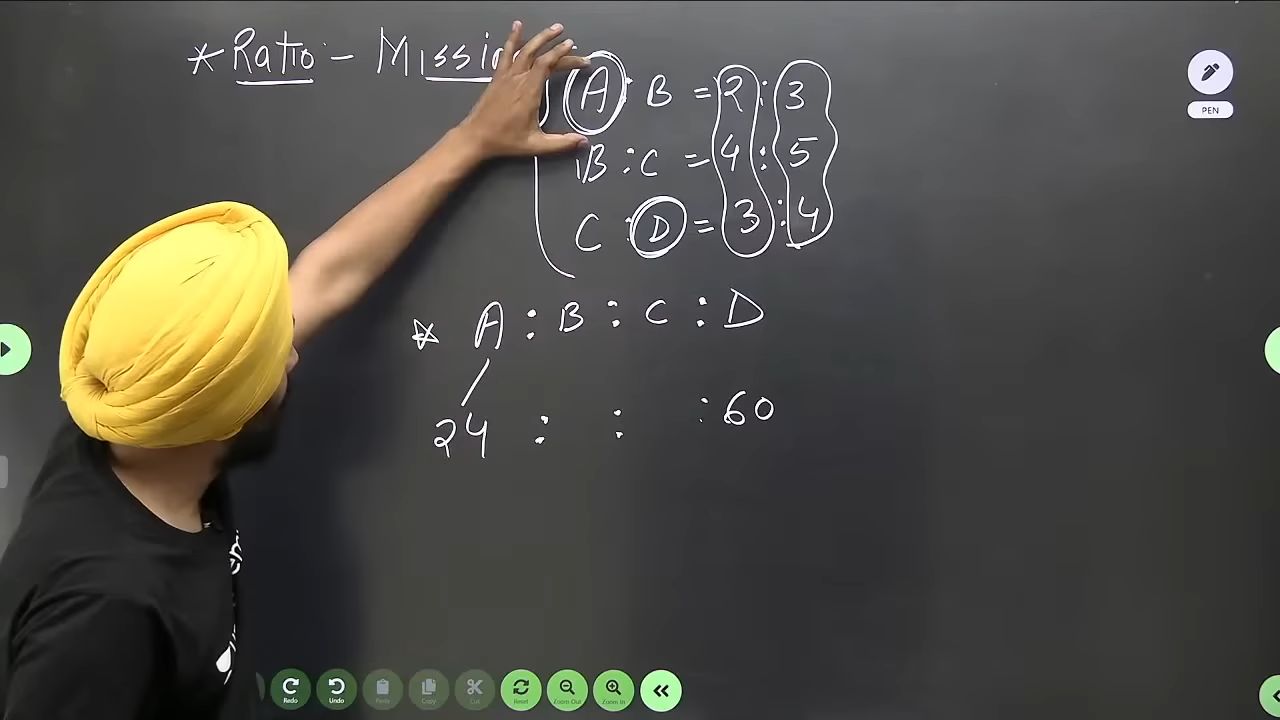 * Ratio - Missin
A : B = 2 : 3
B : C = 4 : 5
C : D = 3 : 4
☆ A : B : C : D
24 : : : 60
PEN
Redo Undo Paste Copy Cut Reset Zoom Out Zoom In